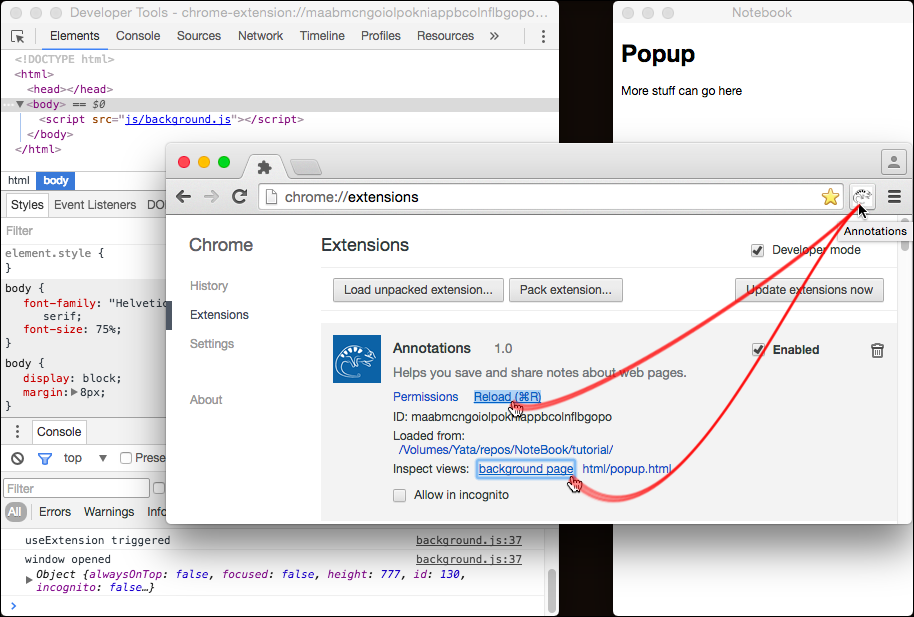 Developer Tools - chrome-extension://maabmcngoiolpokniappbcolnflbgopo…
Elements Console Sources Network Timeline Profiles Resources »
<!DOCTYPE html>
<html>
<head></head>
… ▼<body> == $0
<script src="js/background.js"></script>
</body>
</html>
html body
Styles Event Listeners DO
Filter
element.style {
}
body {
font-family: "Helvetic
serif;
font-size: 75%;
}
body {
display: block;
margin:▶8px;
}
Console
top ▼ Prese
Filter
All Errors Warnings Info
useExtension triggered background.js:37
window opened background.js:37
▶ Object {alwaysOnTop: false, focused: false, height: 777, id: 130,
incognito: false…}
>
Notebook
Popup
More stuff can go here
chrome://extensions
Annotations
Chrome
History
Extensions
Settings
About
Extensions
Developer mode
Load unpacked extension... Pack extension... Update extensions now
Annotations 1.0
Enabled
Helps you save and share notes about web pages.
Permissions Reload (⌘R)
ID: maabmcngoiolpokniappbcolnflbgopo
Loaded from:
/Volumes/Yata/repos/NoteBook/tutorial/
Inspect views: background page html/popup.html
Allow in incognito